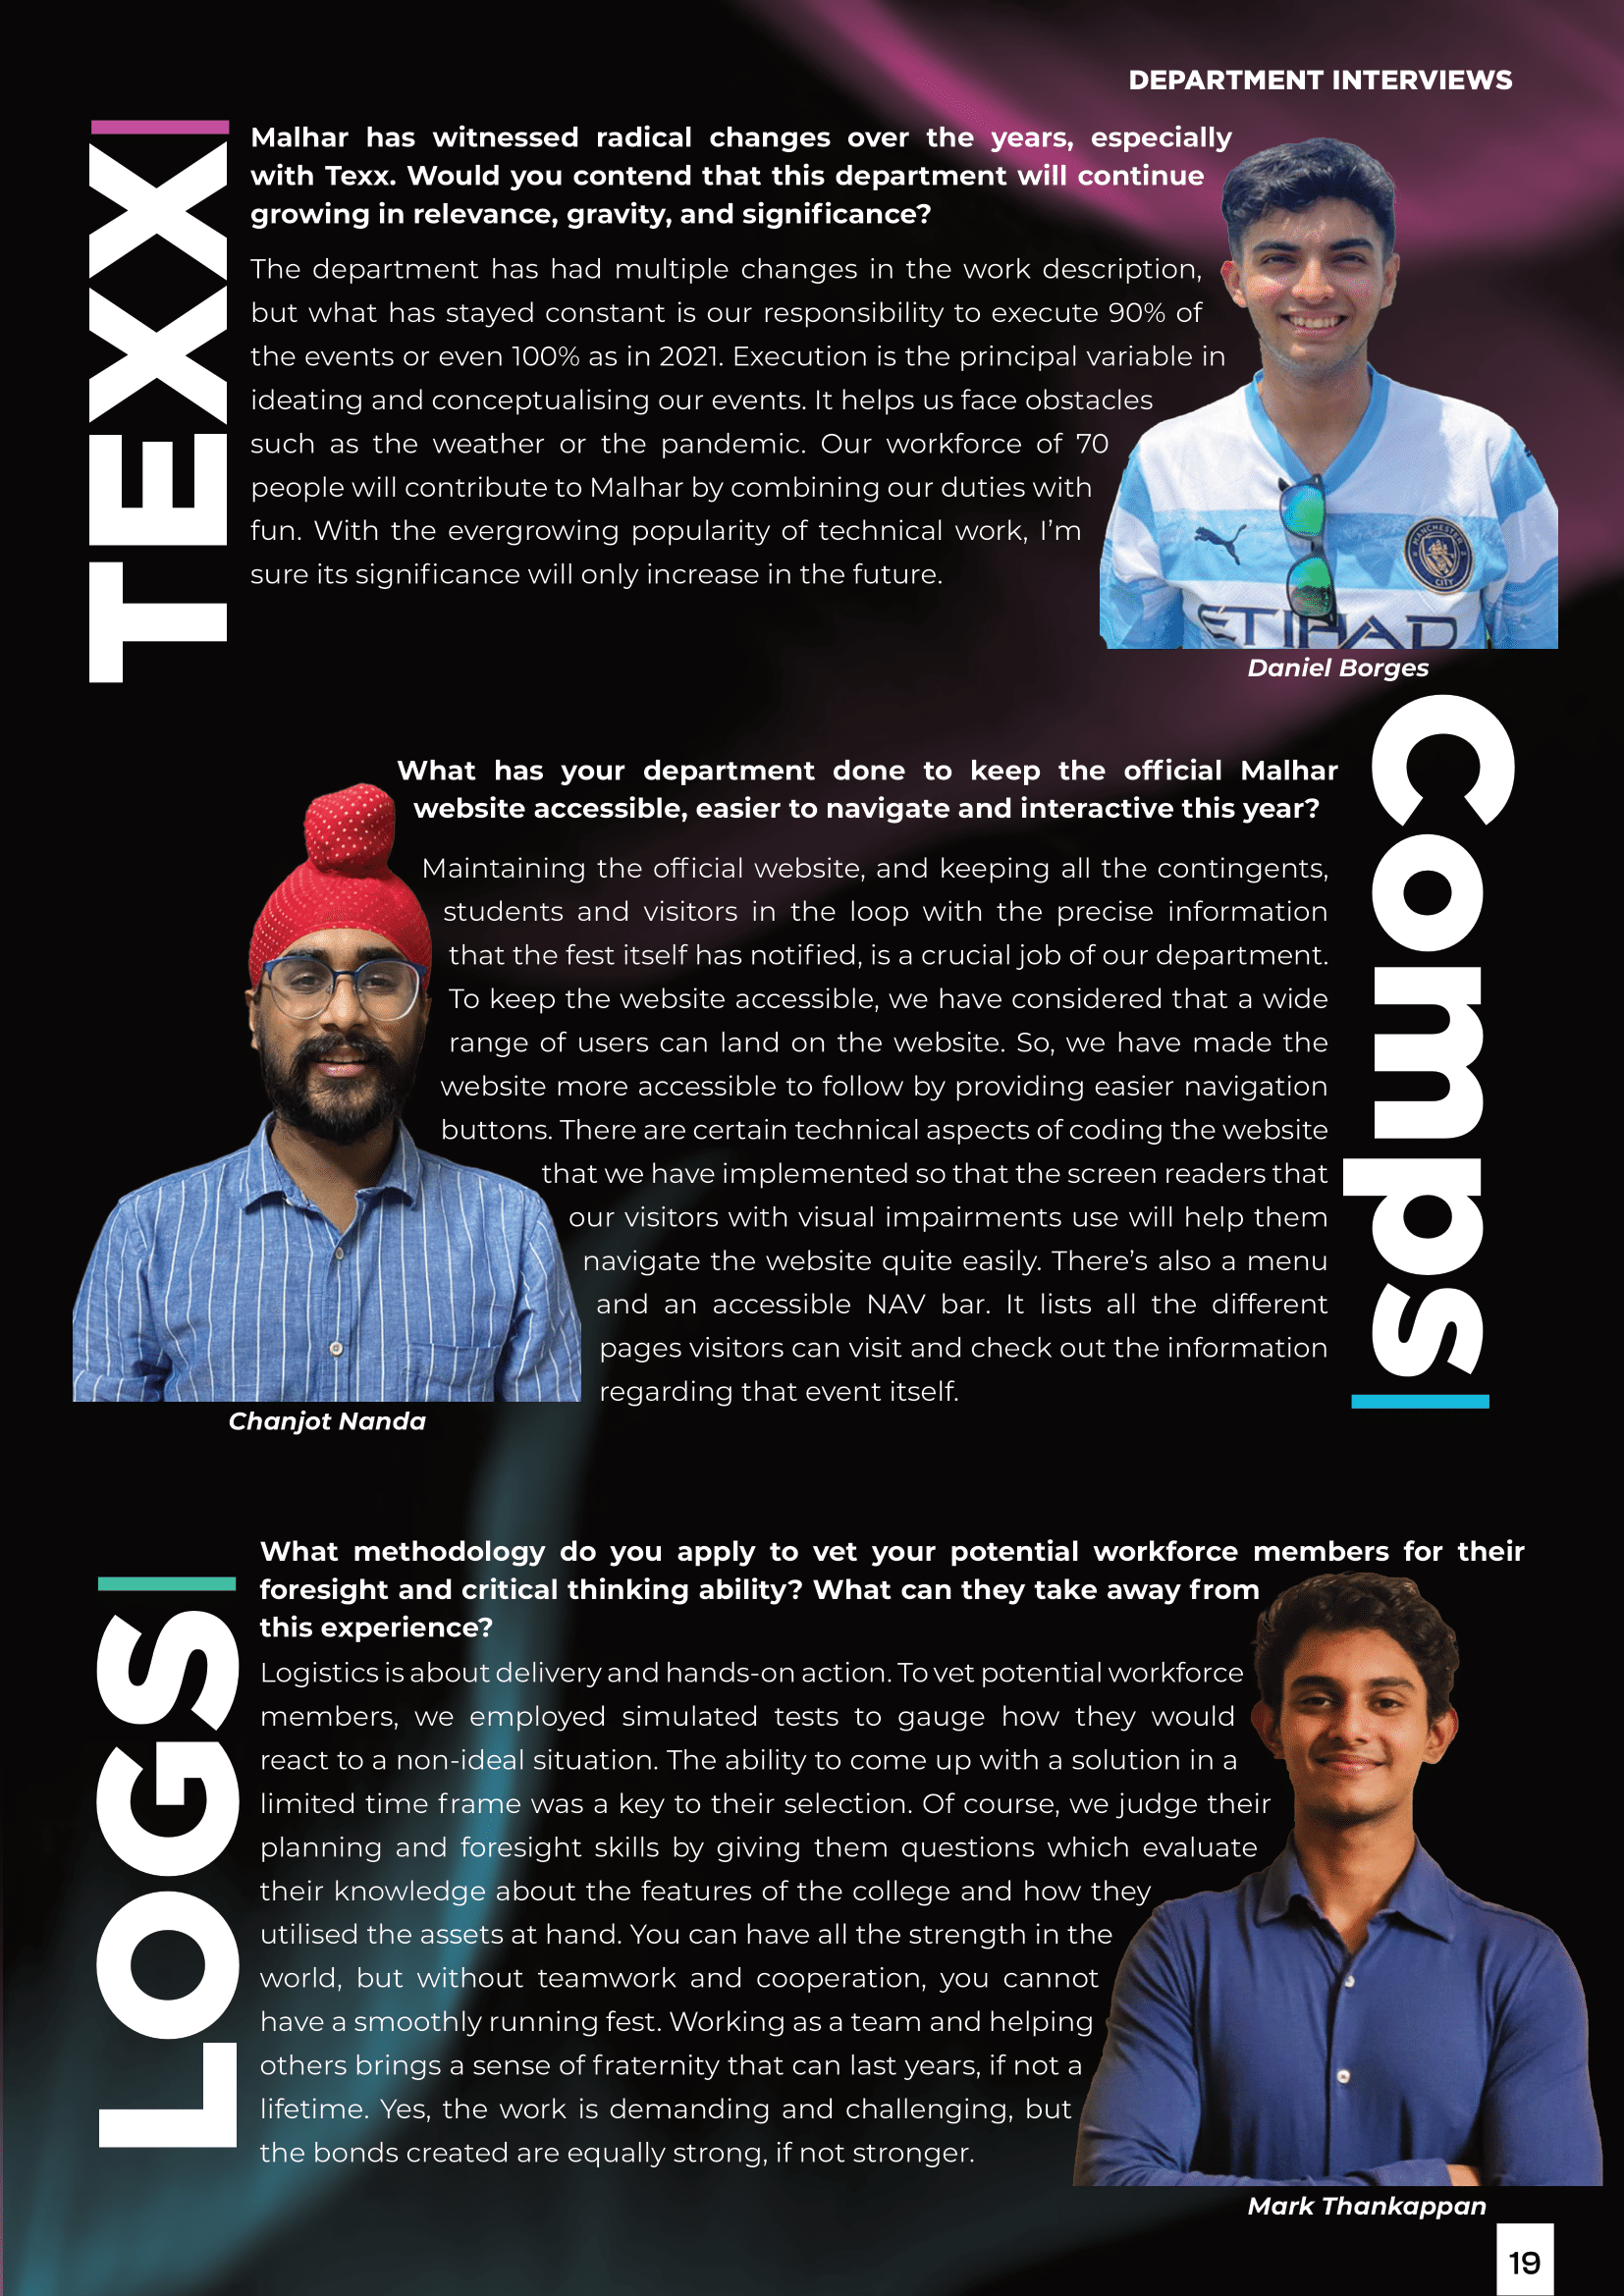 DEPARTMENT INTERVIEWS
TEXX
Malhar has witnessed radical changes over the years, especially
with Texx. Would you contend that this department will continue
growing in relevance, gravity, and significance?
The department has had multiple changes in the work description,
but what has stayed constant is our responsibility to execute 90% of
the events or even 100% as in 2021. Execution is the principal variable in
ideating and conceptualising our events. It helps us face obstacles
such as the weather or the pandemic. Our workforce of 70
people will contribute to Malhar by combining our duties with
fun. With the evergrowing popularity of technical work, I’m
sure its significance will only increase in the future.
MANCHESTER
CITY
ETIHAD
Daniel Borges
Comps
What has your department done to keep the official Malhar
website accessible, easier to navigate and interactive this year?
Maintaining the official website, and keeping all the contingents,
students and visitors in the loop with the precise information
that the fest itself has notified, is a crucial job of our department.
To keep the website accessible, we have considered that a wide
range of users can land on the website. So, we have made the
website more accessible to follow by providing easier navigation
buttons. There are certain technical aspects of coding the website
that we have implemented so that the screen readers that
our visitors with visual impairments use will help them
navigate the website quite easily. There’s also a menu
and an accessible NAV bar. It lists all the different
pages visitors can visit and check out the information
regarding that event itself.
Chanjot Nanda
LOGS
What methodology do you apply to vet your potential workforce members for their
foresight and critical thinking ability? What can they take away from
this experience?
Logistics is about delivery and hands-on action. To vet potential workforce
members, we employed simulated tests to gauge how they would
react to a non-ideal situation. The ability to come up with a solution in a
limited time frame was a key to their selection. Of course, we judge their
planning and foresight skills by giving them questions which evaluate
their knowledge about the features of the college and how they
utilised the assets at hand. You can have all the strength in the
world, but without teamwork and cooperation, you cannot
have a smoothly running fest. Working as a team and helping
others brings a sense of fraternity that can last years, if not a
lifetime. Yes, the work is demanding and challenging, but
the bonds created are equally strong, if not stronger.
Mark Thankappan
19